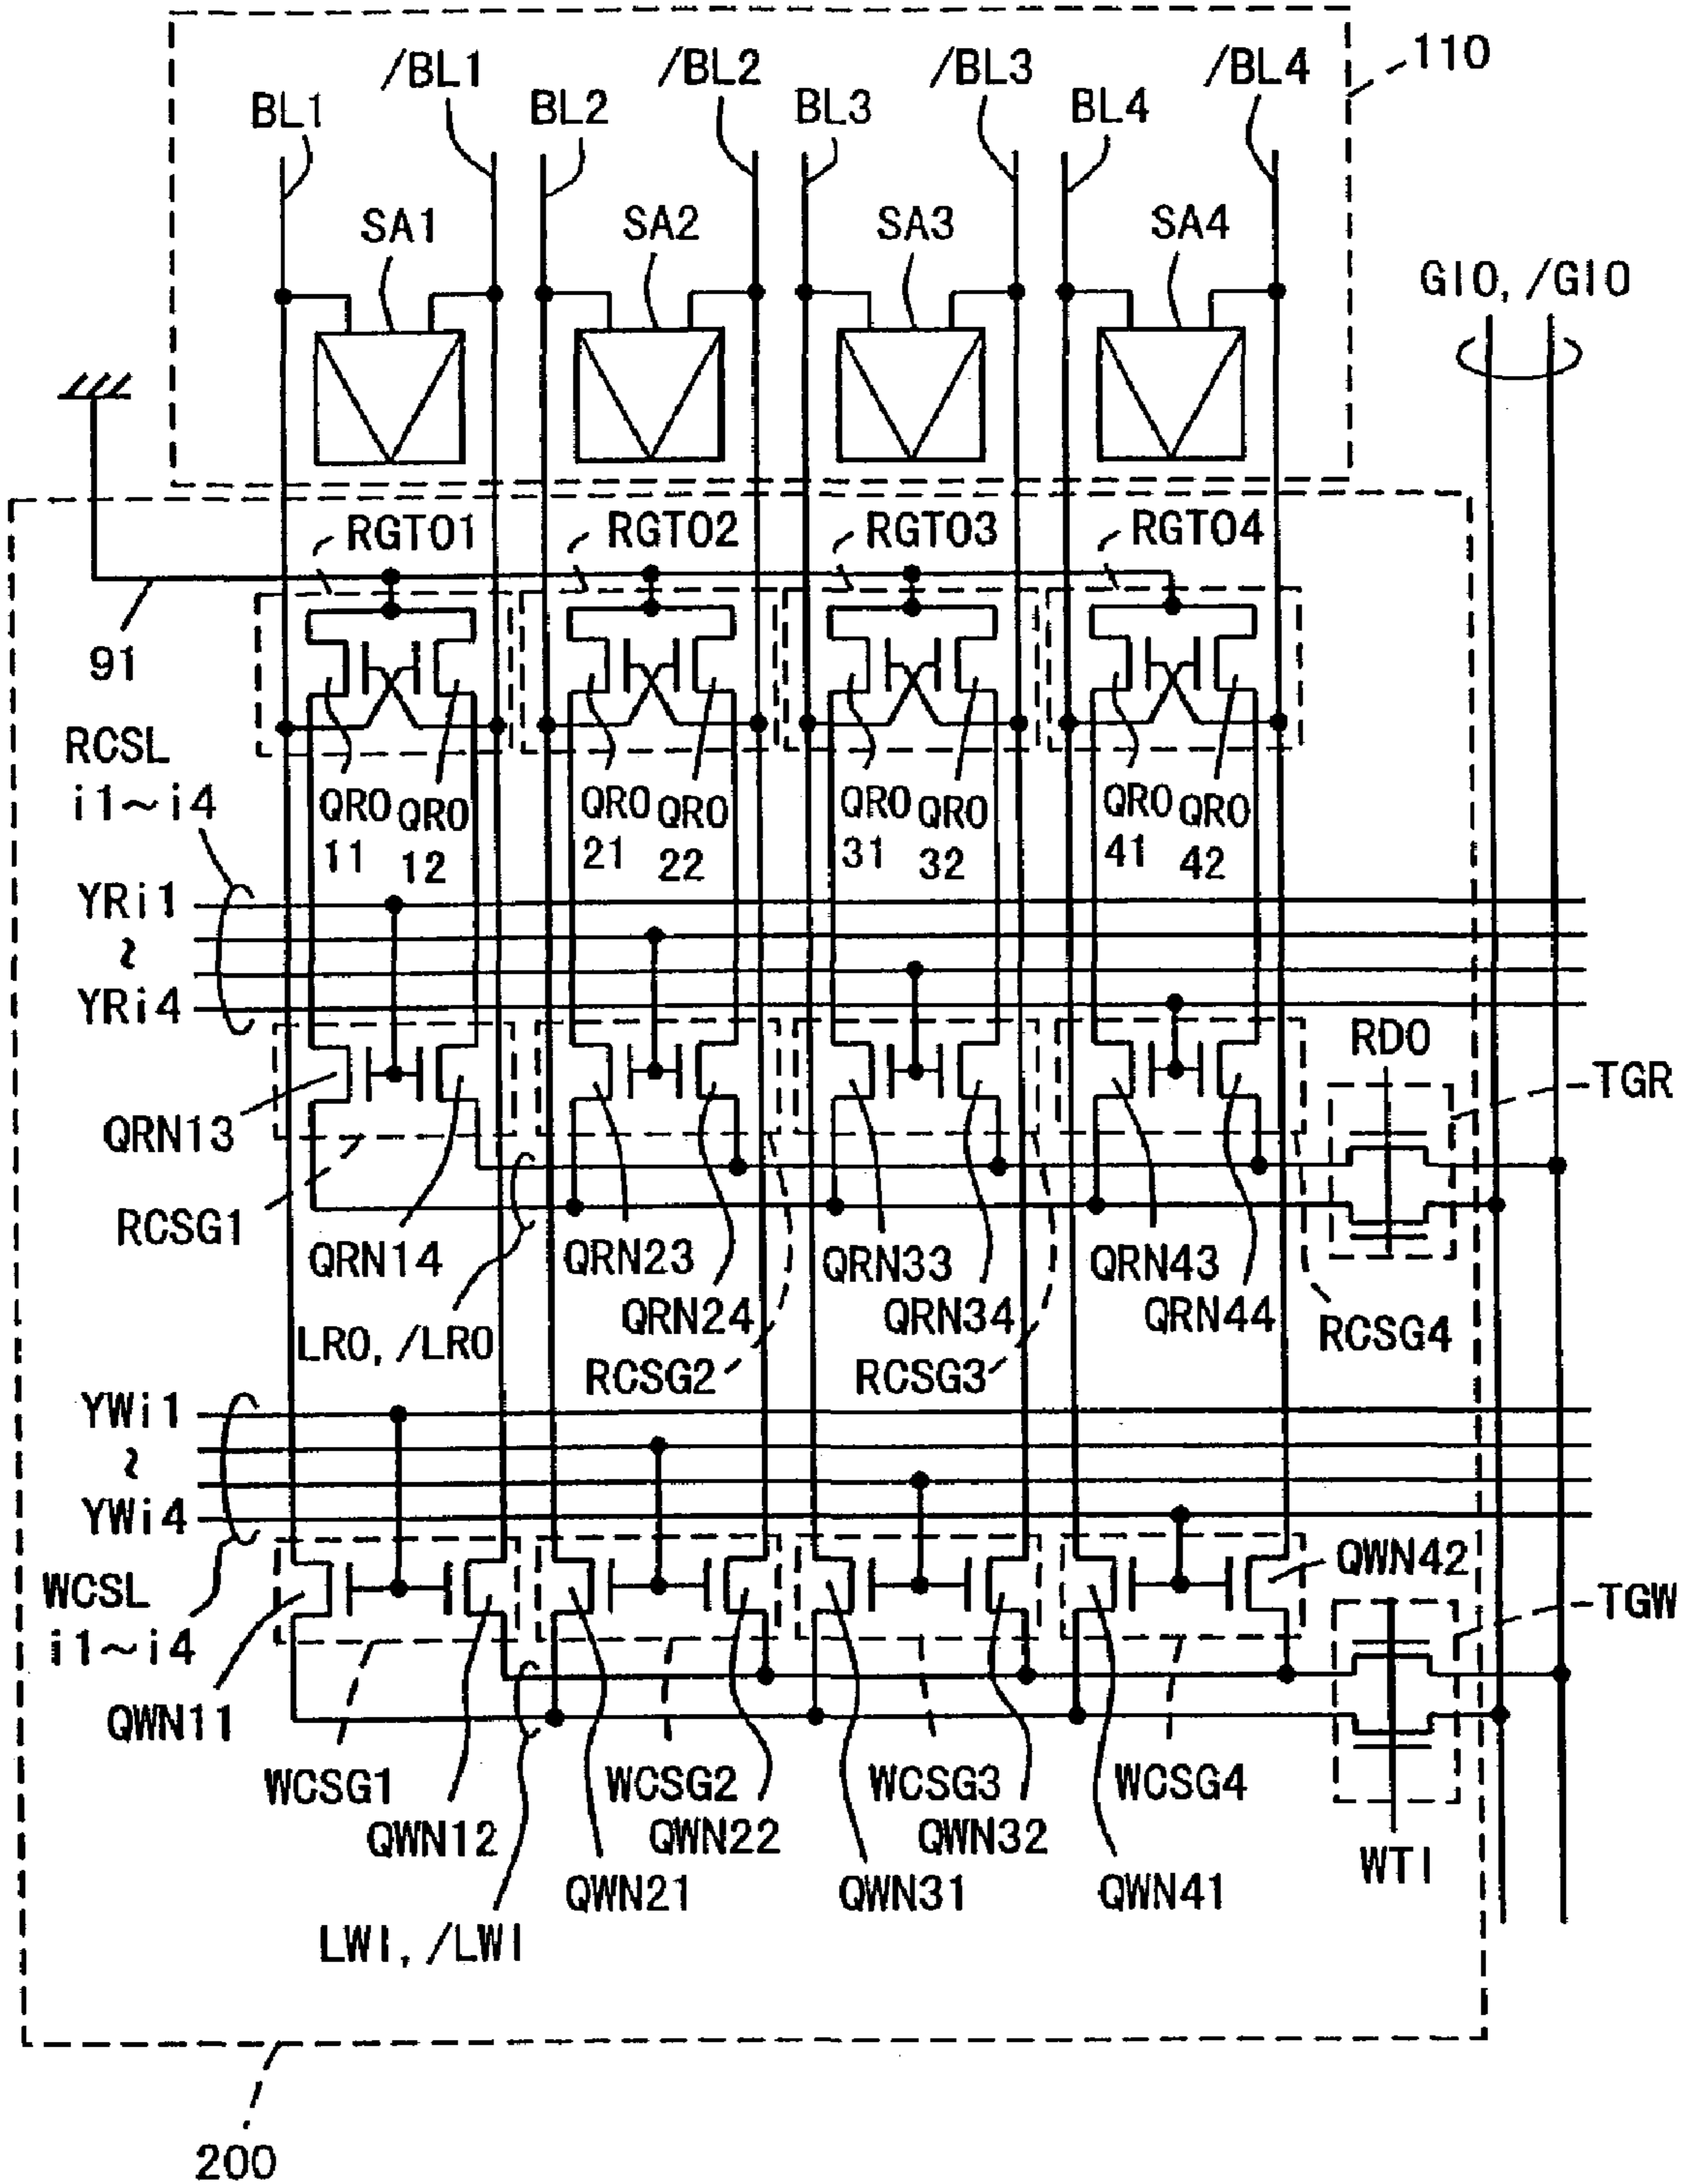 110
/BL1
/BL2
/BL3
/BL4
BL1
BL2
BL3
BL4
SA1
SA2
SA3
SA4
GIO, /GIO
RGTO1
RGTO2
RGTO3
RGTO4
91
RCSL
i1~i4
QRO
11
QRO
12
QRO
21
QRO
22
QRO
31
QRO
32
QRO
41
QRO
42
YRi1
~
YRi4
RDO
TGR
QRN13
RCSG1
QRN14
QRN23
QRN33
QRN43
QRN24
QRN34
QRN44
LRO, /LRO
RCSG2
RCSG3
RCSG4
YWi1
~
YWi4
WCSL
i1~i4
QWN42
TGW
QWN11
WCSG1
WCSG2
WCSG3
WCSG4
QWN12
QWN22
QWN32
WTI
QWN21
QWN31
QWN41
LWI, /LWI
200